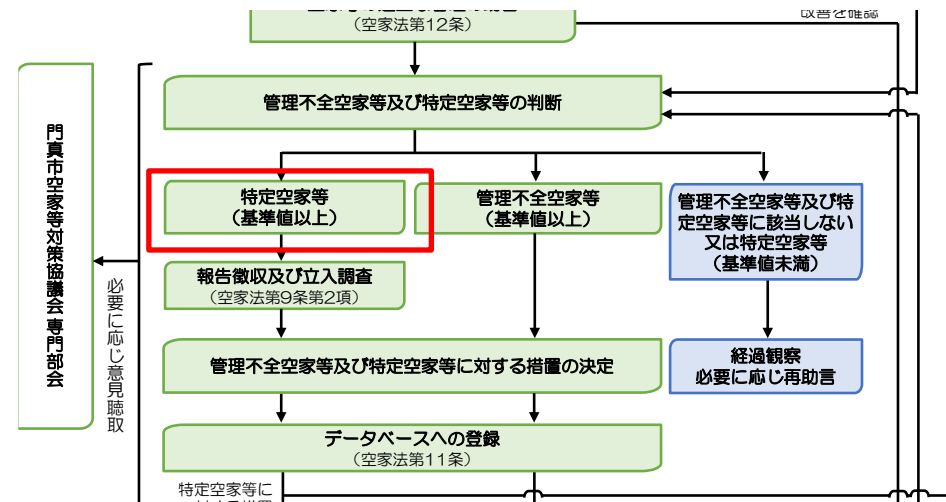 (空家法第12条)
改善を確認
管理不全空家等及び特定空家等の判断
門真市空家等対策協議会 専門部会
特定空家等
(基準値以上)
管理不全空家等
(基準値以上)
管理不全空家等及び特
定空家等に該当しない
又は特定空家等
(基準値未満)
報告徴収及び立入調査
(空家法第9条第2項)
必要に応じ意見聴取
管理不全空家等及び特定空家等に対する措置の決定
経過観察
必要に応じ再助言
データベースへの登録
(空家法第11条)
特定空家等に